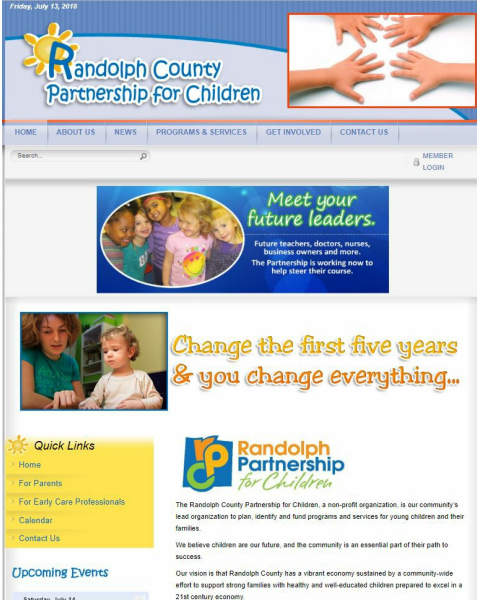 Friday, July 13, 2018
Randolph County
Partnership for Children
HOME ABOUT US NEWS PROGRAMS & SERVICES GET INVOLVED CONTACT US
Search...
MEMBER
LOGIN
Meet your
future leaders.
Future teachers, doctors, nurses,
business owners and more.
The Partnership is working now to
help steer their course.
Change the first five years
& you change everything...
Quick Links
Home
For Parents
For Early Care Professionals
Calendar
Contact Us
Upcoming Events
Saturday, July 14
rpc
Randolph
Partnership
for Children
The Randolph County Partnership for Children, a non-profit organization, is our community's
lead organization to plan, identify and fund programs and services for young children and their
families.
We believe children are our future, and the community is an essential part of their path to
success.
Our vision is that Randolph County has a vibrant economy sustained by a community-wide
effort to support strong families with healthy and well-educated children prepared to excel in a
21st century economy.